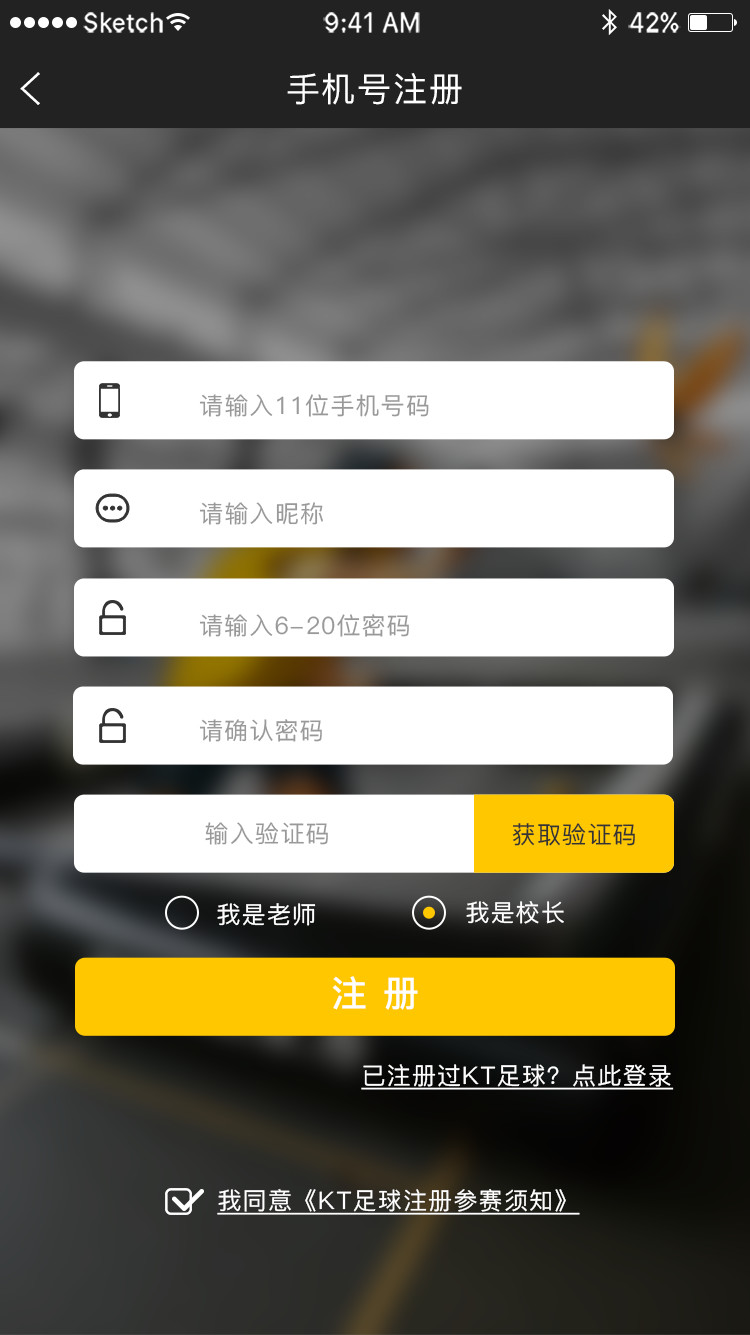 Sketch 9:41 AM 42%
手机号注册
请输入11位手机号码
请输入昵称
请输入6-20位密码
请确认密码
输入验证码 获取验证码
我是老师 我是校长
注 册
已注册过KT足球？点此登录
我同意《KT足球注册参赛须知》